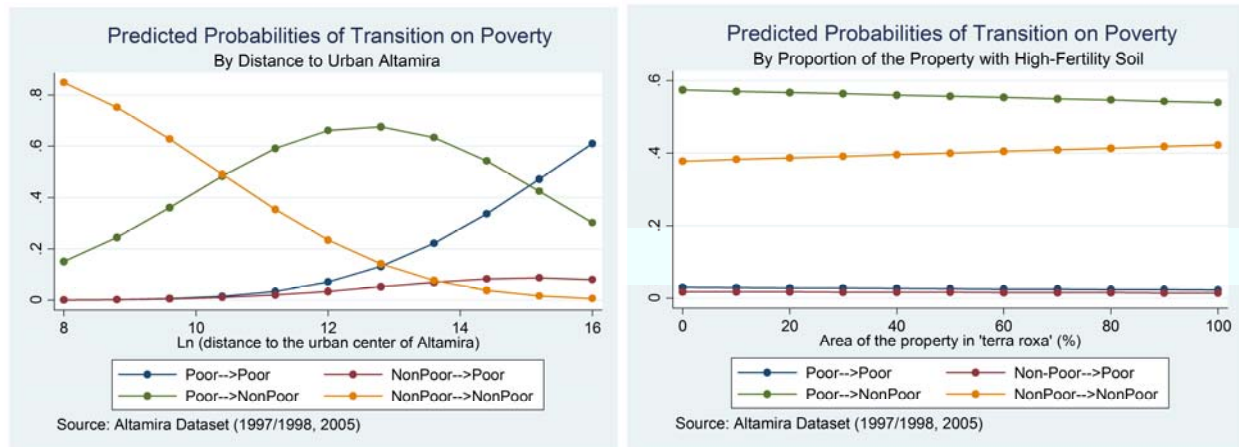 Predicted Probabilities of Transition on Poverty
By Distance to Urban Altamira
.8
.6
.4
.2
0
8 10 12 14 16
Ln (distance to the urban center of Altamira)
Poor-->Poor NonPoor-->Poor
Poor-->NonPoor NonPoor-->NonPoor
Source: Altamira Dataset (1997/1998, 2005)
Predicted Probabilities of Transition on Poverty
By Proportion of the Property with High-Fertility Soil
.6
.4
.2
0
0 20 40 60 80 100
Area of the property in 'terra roxa' (%)
Poor-->Poor Non-Poor-->Poor
Poor-->NonPoor NonPoor-->NonPoor
Source: Altamira Dataset (1997/1998, 2005)